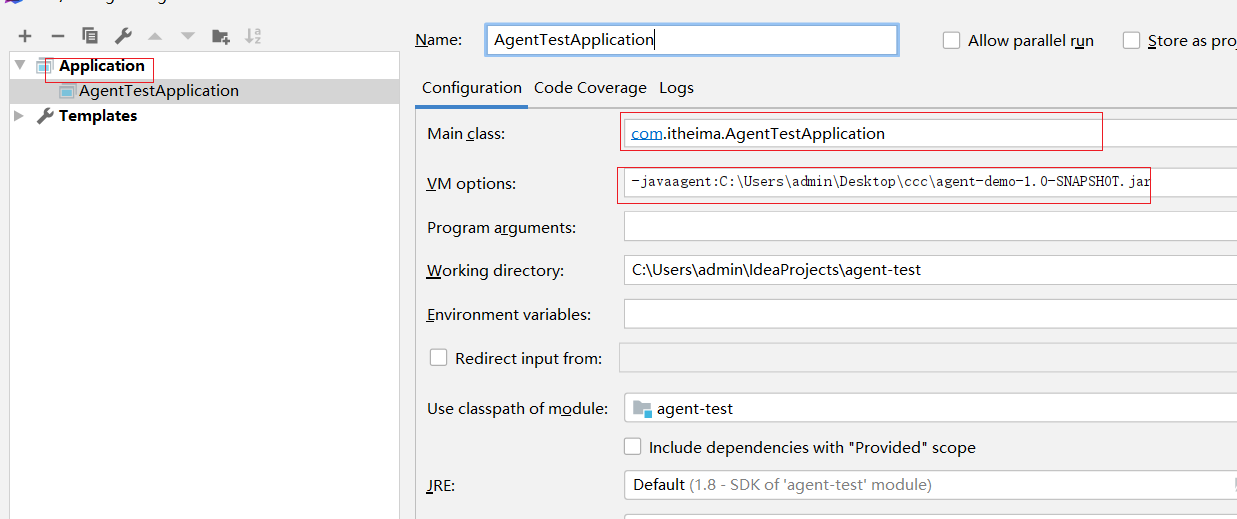 Name:
AgentTestApplication
Allow parallel run
Store as pro
Application
AgentTestApplication
Templates
Configuration
Code Coverage
Logs
Main class:
com.itheima.AgentTestApplication
VM options:
-javaagent:C:\Users\admin\Desktop\ccc\agent-demo-1.0-SNAPSHOT.jar
Program arguments:
Working directory:
C:\Users\admin\IdeaProjects\agent-test
Environment variables:
Redirect input from:
Use classpath of module:
agent-test
Include dependencies with "Provided" scope
JRE:
Default (1.8 - SDK of 'agent-test' module)